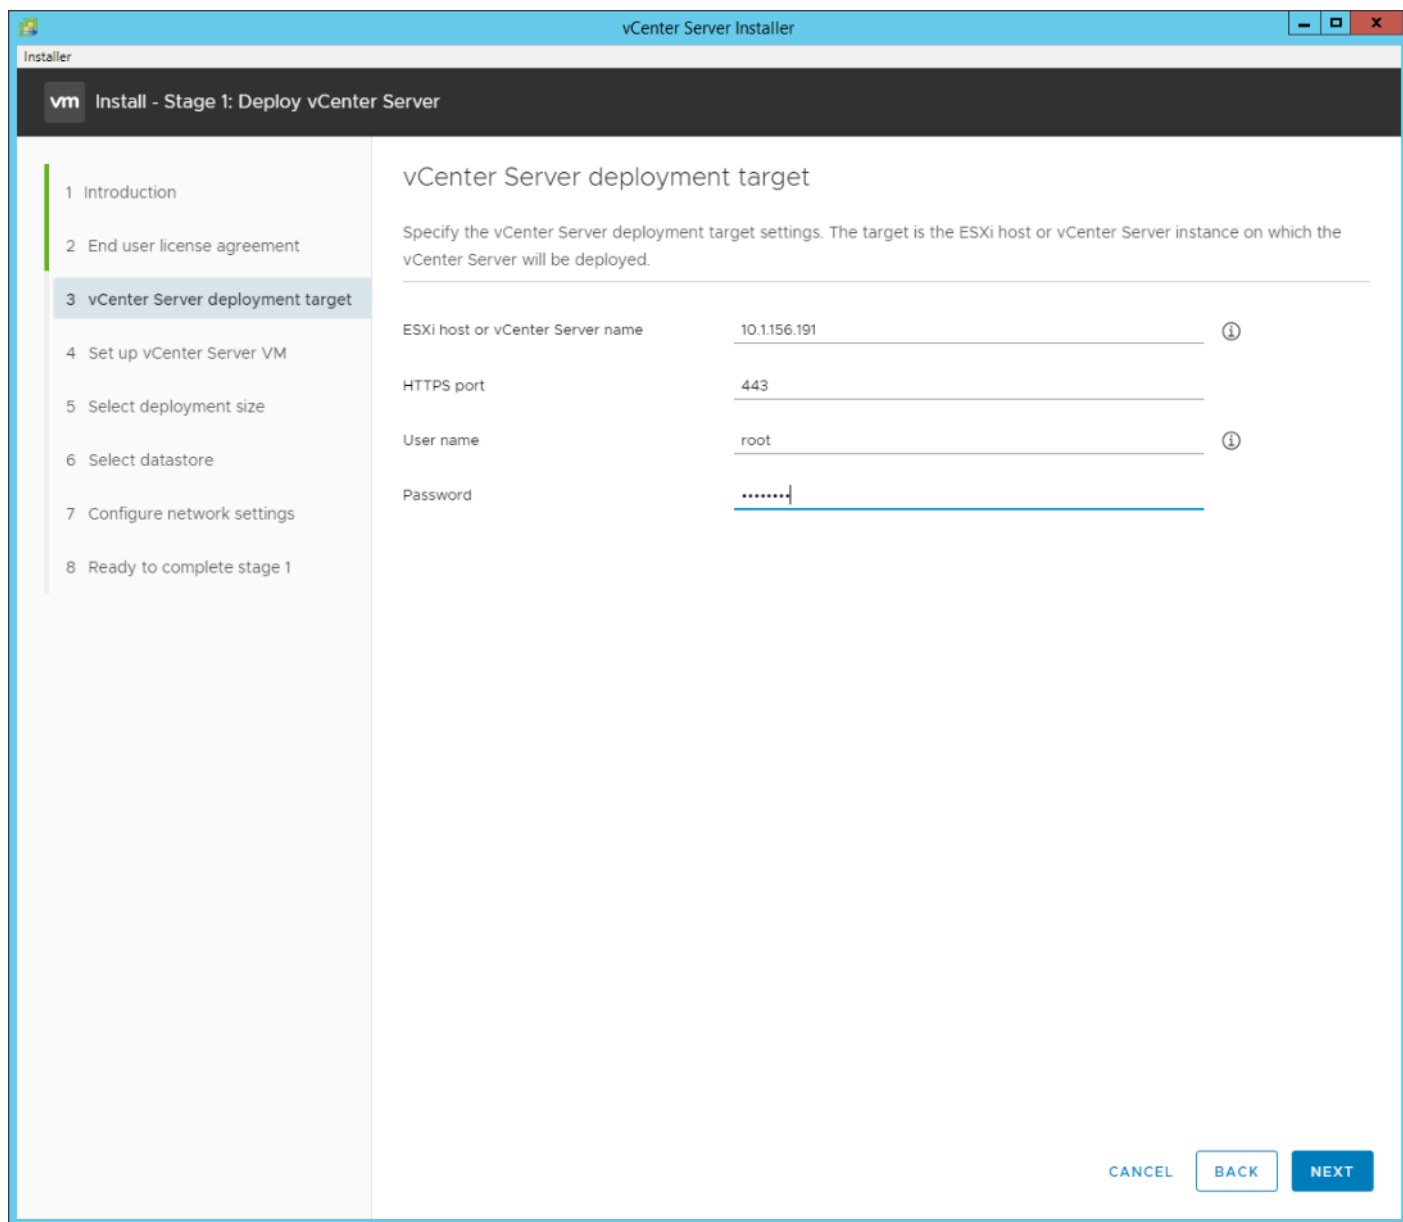 vCenter Server Installer
Installer
vm Install - Stage 1: Deploy vCenter Server
1 Introduction
2 End user license agreement
3 vCenter Server deployment target
4 Set up vCenter Server VM
5 Select deployment size
6 Select datastore
7 Configure network settings
8 Ready to complete stage 1
vCenter Server deployment target
Specify the vCenter Server deployment target settings. The target is the ESXi host or vCenter Server instance on which the
vCenter Server will be deployed.
ESXi host or vCenter Server name 10.1.156.191
HTTPS port 443
User name root
Password ••••••••
CANCEL BACK NEXT